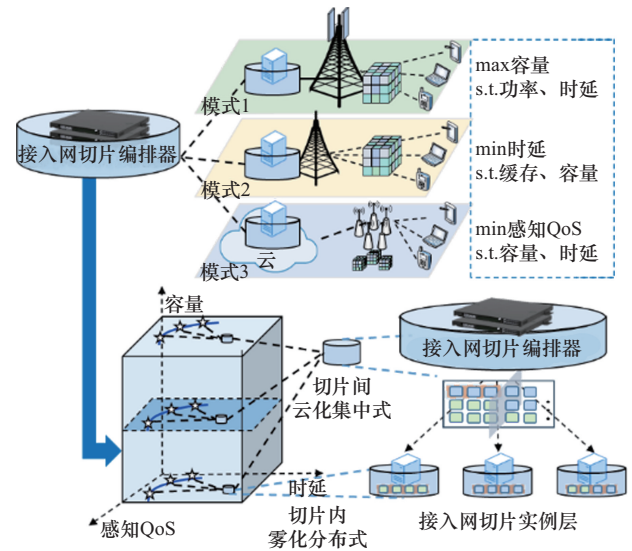 模式1
max容量
s.t.功率、时延
接入网切片编排器
模式2
min时延
s.t.缓存、容量
云
模式3
min感知QoS
s.t.容量、时延
容量
接入网切片编排器
切片间
云化集中式
时延
感知QoS
切片内
雾化分布式
接入网切片实例层